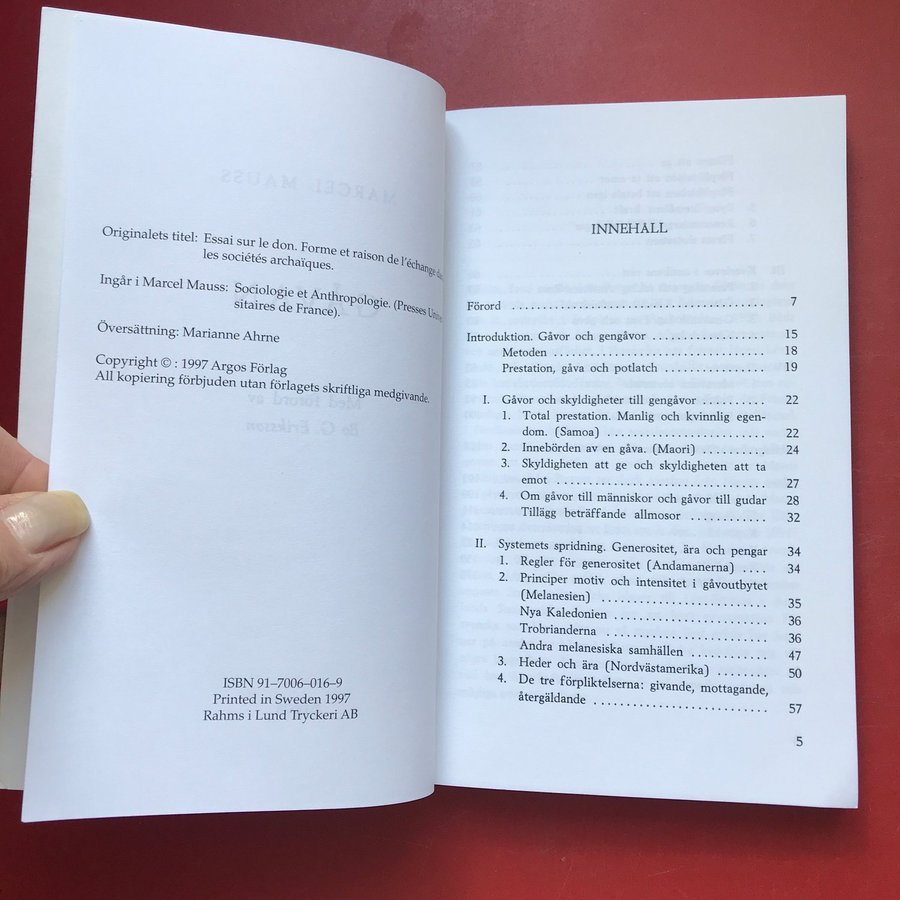 Originalets titel: Essai sur le don. Forme et raison de l'échange
les sociétés archaïques.
Ingår i Marcel Mauss: Sociologie et Anthropologie. (Presses Unive
sitaires de France).
Översättning: Marianne Ahrne
Copyright © : 1997 Argos Förlag
All kopiering förbjuden utan förlagets skriftliga medgivande.
ISBN 91–7006–016–9
Printed in Sweden 1997
Rahms i Lund Tryckeri AB
INNEHALL
Förord 7
Introduktion. Gåvor och gengåvor 15
Metoden 18
Prestation, gåva och potlatch 19
I. Gåvor och skyldigheter till gengåvor 22
1. Total prestation. Manlig och kvinnlig egen-
dom. (Samoa) 22
2. Innebörden av en gåva. (Maori) 24
3. Skyldigheten att ge och skyldigheten att ta
emot 27
4. Om gåvor till människor och gåvor till gudar 28
Tillägg beträffande allmosor 32
II. Systemets spridning. Generositet, ära och pengar 34
1. Regler för generositet (Andamanerna) 34
2. Principer motiv och intensitet i gåvoutbytet
(Melanesien) 35
Nya Kaledonien 36
Trobrianderna 36
Andra melanesiska samhällen 47
3. Heder och ära (Nordvästamerika) 50
4. De tre förpliktelserna: givande, mottagande,
återgäldande 57
5